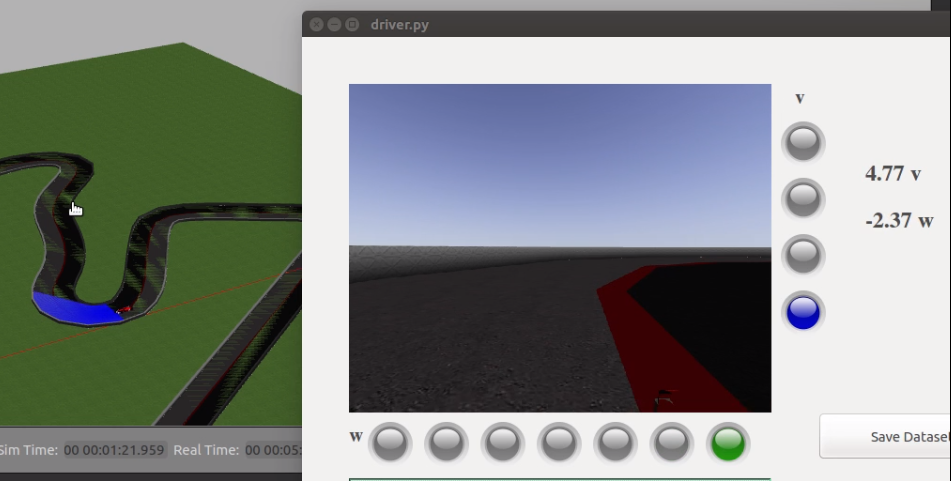 driver.py
v
4.77 v
-2.37 w
w
Save Datase
Sim Time: 00 00:01:21.959 Real Time: 00 00:05: